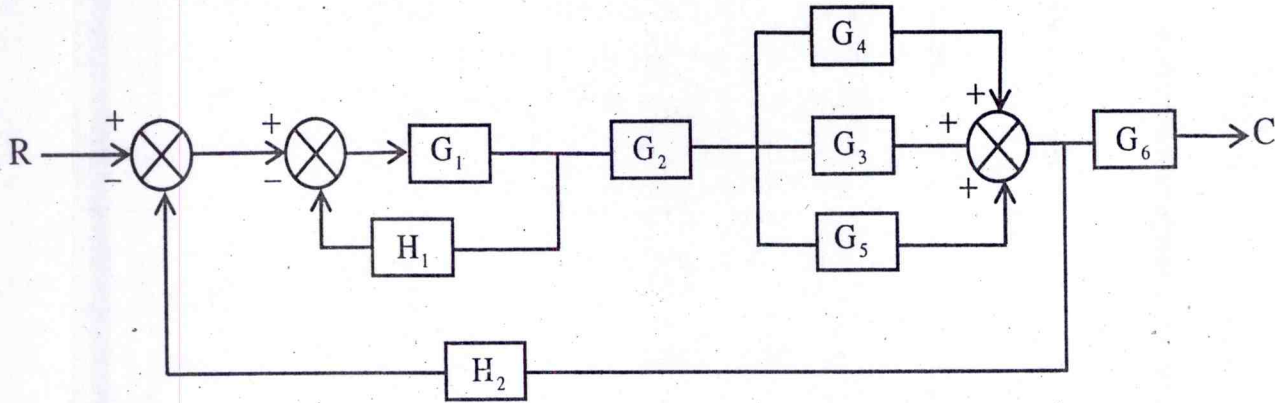 G₄
+
R + − + − G₁ G₂ G₃ + C G₆
+
H₁ G₅
H₂